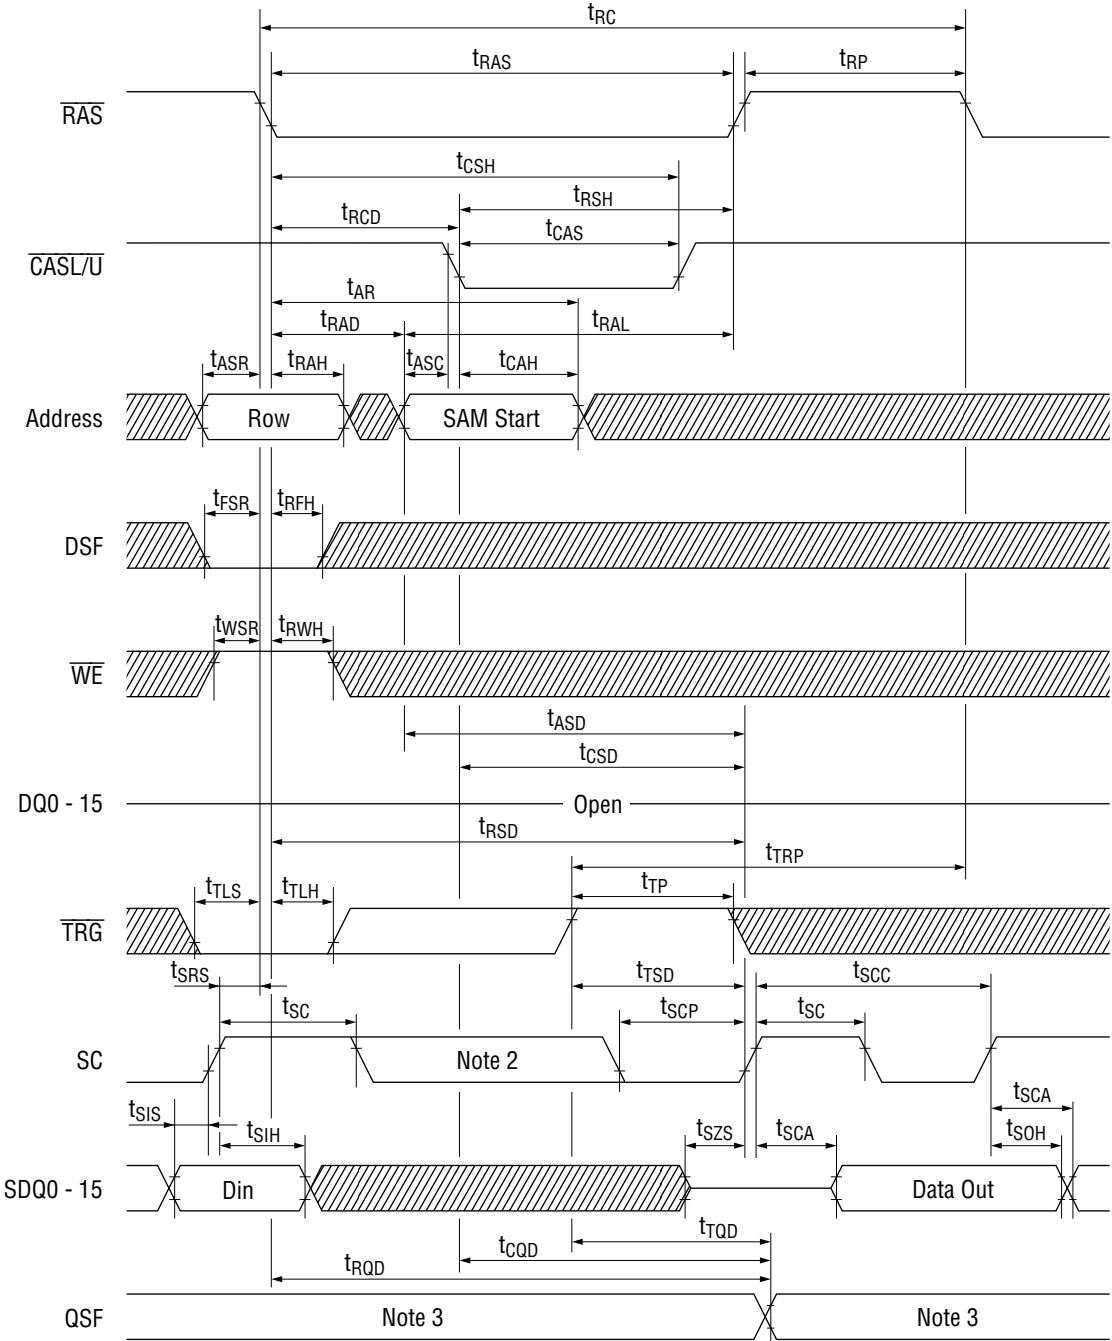 tRC
tRAS tRP
RAS
tCSH
tRSH
tRCD
tCAS
CASL/U
tAR
tRAD tRAL
tASR tRAH tASC tCAH
Address Row SAM Start
tFSR tRFH
DSF
tWSR tRWH
WE
tASD
tCSD
DQ0 - 15 Open
tRSD
tTRP
tTLS tTLH tTP
TRG
tSRS tTSD tSCC
tSC tSCP tSC
SC Note 2
tSCA
tSIS
tSIH tSZS tSCA tSOH
SDQ0 - 15 Din Data Out
tTQD
tCQD
tRQD
QSF Note 3 Note 3